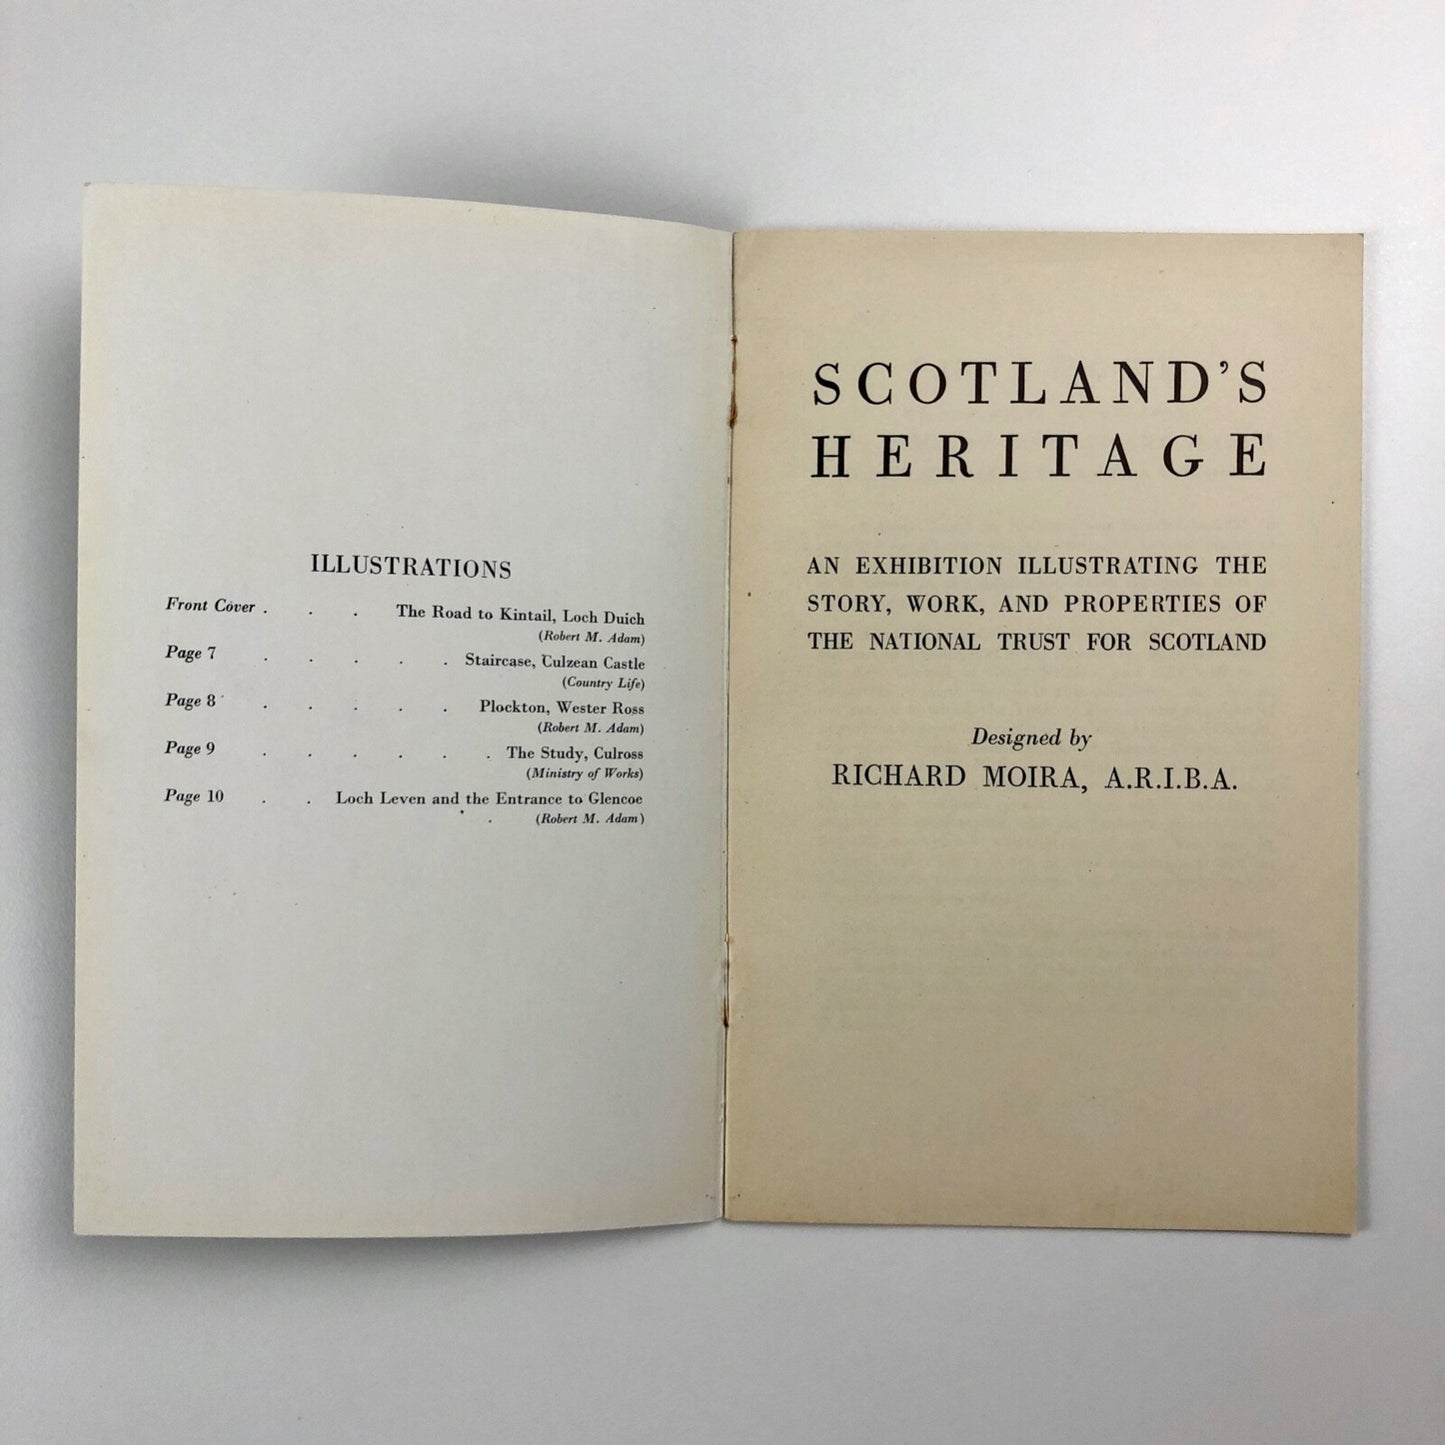 ILLUSTRATIONS
Front Cover . . . The Road to Kintail, Loch Duich
(Robert M. Adam)
Page 7 . . . . . Staircase, Culzean Castle
(Country Life)
Page 8 . . . . . Plockton, Wester Ross
(Robert M. Adam)
Page 9 . . . . . . The Study, Culross
(Ministry of Works)
Page 10 . . Loch Leven and the Entrance to Glencoe
(Robert M. Adam)
SCOTLAND'S
HERITAGE
AN EXHIBITION ILLUSTRATING THE
STORY, WORK, AND PROPERTIES OF
THE NATIONAL TRUST FOR SCOTLAND
Designed by
RICHARD MOIRA, A.R.I.B.A.